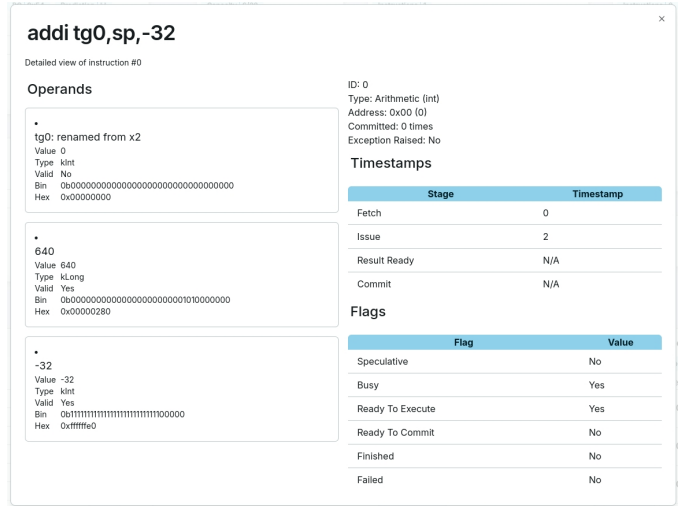 addi tg0,sp,-32
×
Detailed view of instruction #0
Operands
tg0: renamed from x2
Value 0
Type kInt
Valid No
Bin 0b00000000000000000000000000000000
Hex 0x00000000
640
Value 640
Type kLong
Valid Yes
Bin 0b00000000000000000000001010000000
Hex 0x00000280
-32
Value -32
Type kInt
Valid Yes
Bin 0b11111111111111111111111111100000
Hex 0xffffffe0
ID: 0
Type: Arithmetic (int)
Address: 0x00 (0)
Committed: 0 times
Exception Raised: No
Timestamps
Stage Timestamp
Fetch 0
Issue 2
Result Ready N/A
Commit N/A
Flags
Flag Value
Speculative No
Busy Yes
Ready To Execute Yes
Ready To Commit No
Finished No
Failed No